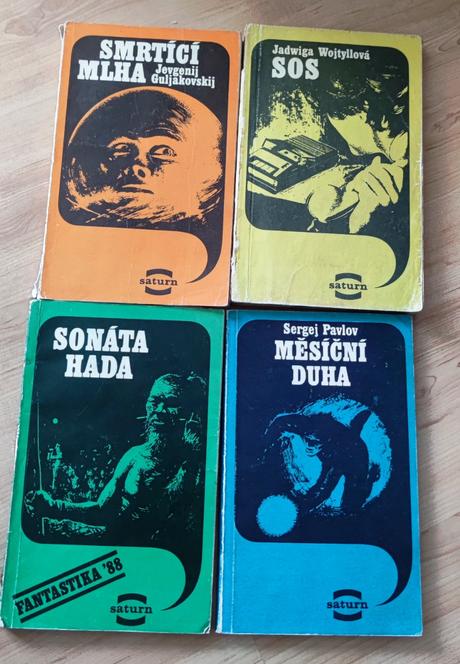 SMRTÍCÍ
MLHA Jevgenij
Guljakovskij
saturn
Jadwiga Wojtyllová
SOS
saturn
SONÁTA
HADA
FANTASTIKA '88
saturn
Sergej Pavlov
MĚSÍČNÍ
DUHA
saturn